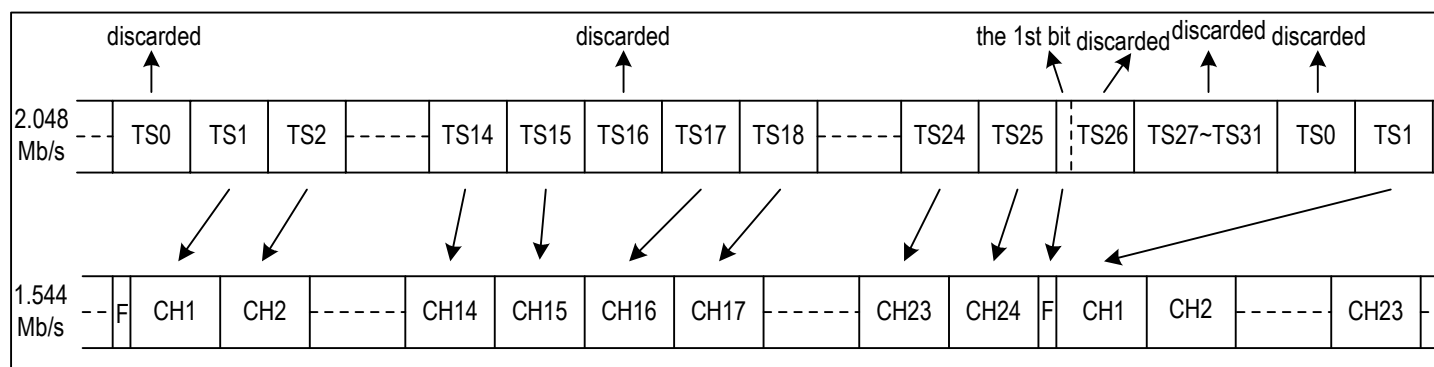 discarded discarded the 1st bit discarded discarded discarded
2.048 Mb/s TS0 TS1 TS2 TS14 TS15 TS16 TS17 TS18 TS24 TS25 TS26 TS27~TS31 TS0 TS1
1.544 Mb/s F CH1 CH2 CH14 CH15 CH16 CH17 CH23 CH24 F CH1 CH2 CH23